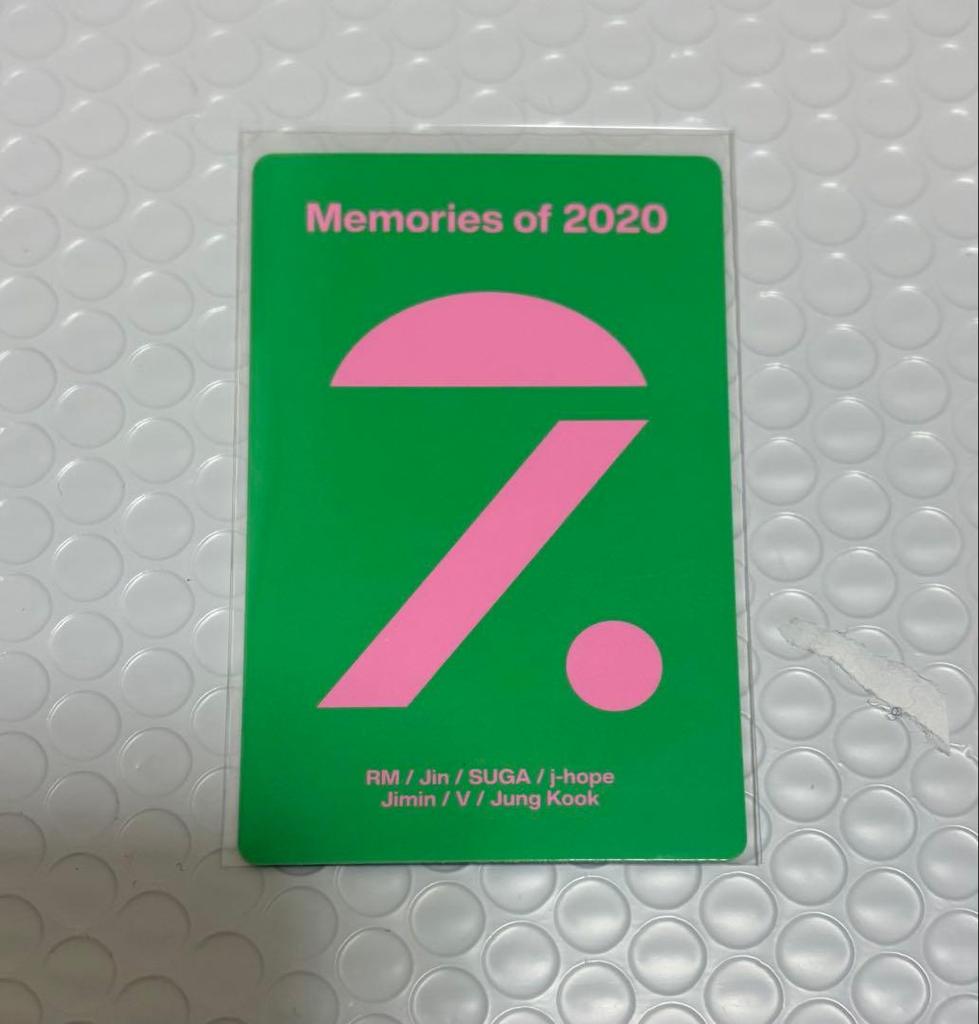 Memories of 2020
RM / Jin / SUGA / j-hope
Jimin / V / Jung Kook